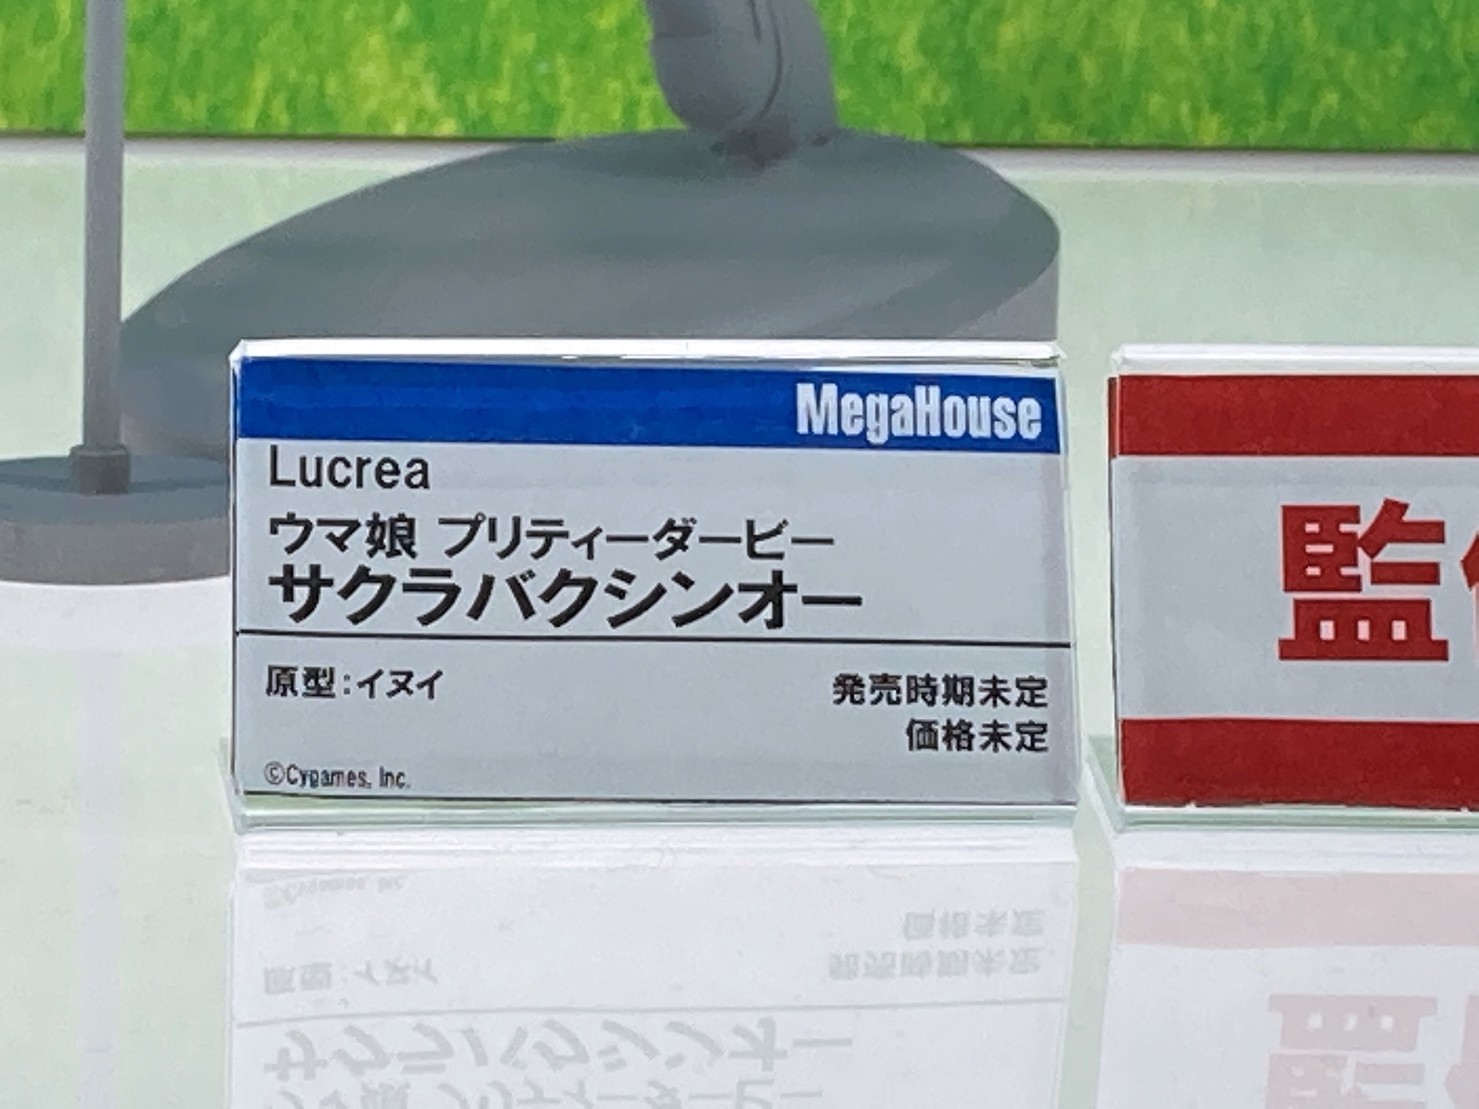 MegaHouse
Lucrea
ウマ娘 プリティーダービー
サクラバクシンオー
原型:イヌイ
発売時期未定
価格未定
©Cygames, Inc.
監